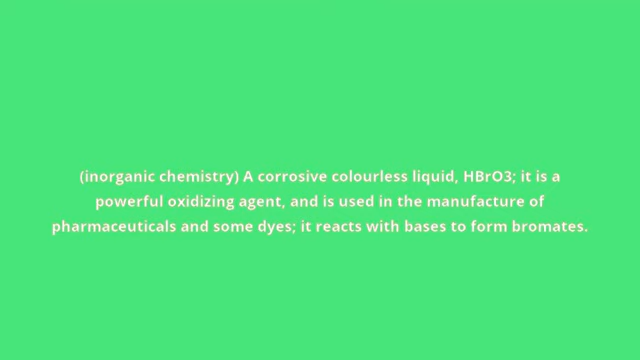 (inorganic chemistry) A corrosive colourless liquid, HBrO3; it is a
powerful oxidizing agent, and is used in the manufacture of
pharmaceuticals and some dyes; it reacts with bases to form bromates.